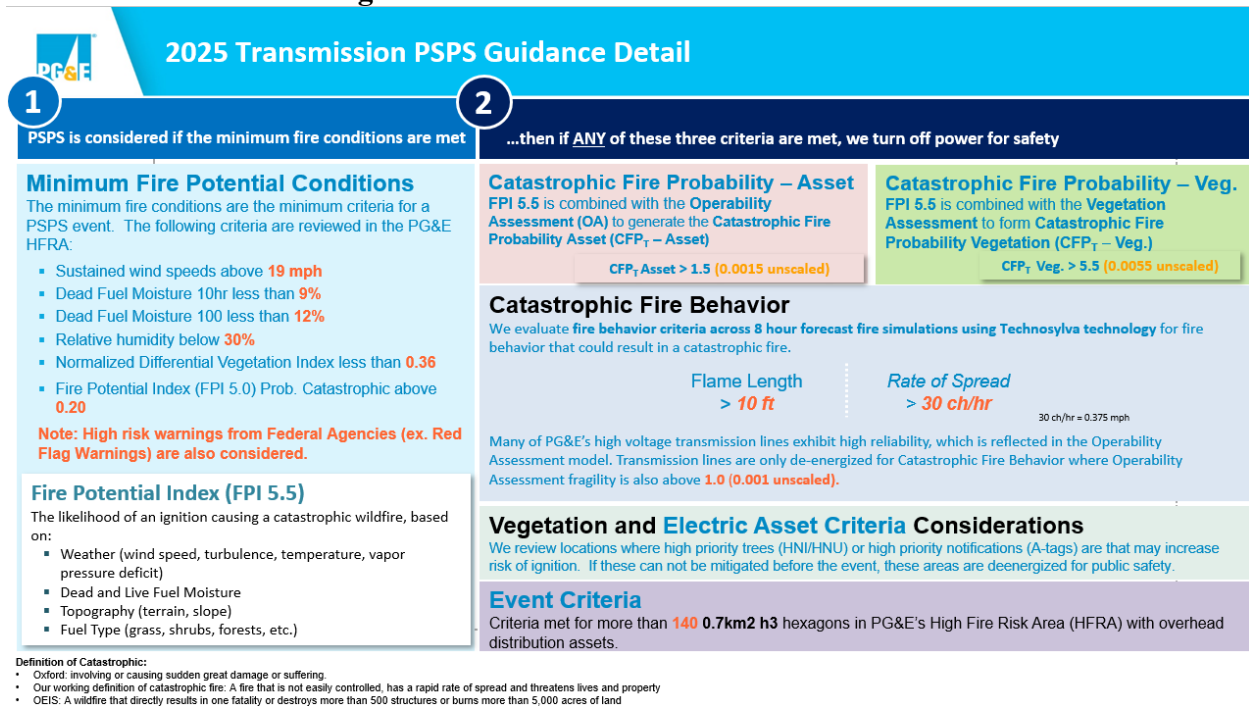 2025 Transmission PSPS Guidance Detail
PG&E
1
PSPS is considered if the minimum fire conditions are met
2
...then if ANY of these three criteria are met, we turn off power for safety
Minimum Fire Potential Conditions
The minimum fire conditions are the minimum criteria for a
PSPS event. The following criteria are reviewed in the PG&E
HFRA:
▪ Sustained wind speeds above 19 mph
▪ Dead Fuel Moisture 10hr less than 9%
▪ Dead Fuel Moisture 100 less than 12%
▪ Relative humidity below 30%
▪ Normalized Differential Vegetation Index less than 0.36
▪ Fire Potential Index (FPI 5.0) Prob. Catastrophic above
0.20
Note: High risk warnings from Federal Agencies (ex. Red
Flag Warnings) are also considered.
Fire Potential Index (FPI 5.5)
The likelihood of an ignition causing a catastrophic wildfire, based
on:
▪ Weather (wind speed, turbulence, temperature, vapor
pressure deficit)
▪ Dead and Live Fuel Moisture
▪ Topography (terrain, slope)
▪ Fuel Type (grass, shrubs, forests, etc.)
Catastrophic Fire Probability – Asset
FPI 5.5 is combined with the Operability
Assessment (OA) to generate the Catastrophic Fire
Probability Asset (CFPT – Asset)
CFPT Asset > 1.5 (0.0015 unscaled)
Catastrophic Fire Probability – Veg.
FPI 5.5 is combined with the Vegetation
Assessment to form Catastrophic Fire
Probability Vegetation (CFPT – Veg.)
CFPT Veg. > 5.5 (0.0055 unscaled)
Catastrophic Fire Behavior
We evaluate fire behavior criteria across 8 hour forecast fire simulations using Technosylva technology for fire
behavior that could result in a catastrophic fire.
Flame Length
> 10 ft
Rate of Spread
> 30 ch/hr
30 ch/hr = 0.375 mph
Many of PG&E's high voltage transmission lines exhibit high reliability, which is reflected in the Operability
Assessment model. Transmission lines are only de-energized for Catastrophic Fire Behavior where Operability
Assessment fragility is also above 1.0 (0.001 unscaled).
Vegetation and Electric Asset Criteria Considerations
We review locations where high priority trees (HNI/HNU) or high priority notifications (A-tags) are that may increase
risk of ignition. If these can not be mitigated before the event, these areas are deenergized for public safety.
Event Criteria
Criteria met for more than 140 0.7km2 h3 hexagons in PG&E's High Fire Risk Area (HFRA) with overhead
distribution assets.
Definition of Catastrophic:
• Oxford: involving or causing sudden great damage or suffering.
• Our working definition of catastrophic fire: A fire that is not easily controlled, has a rapid rate of spread and threatens lives and property
• OEIS: A wildfire that directly results in one fatality or destroys more than 500 structures or burns more than 5,000 acres of land